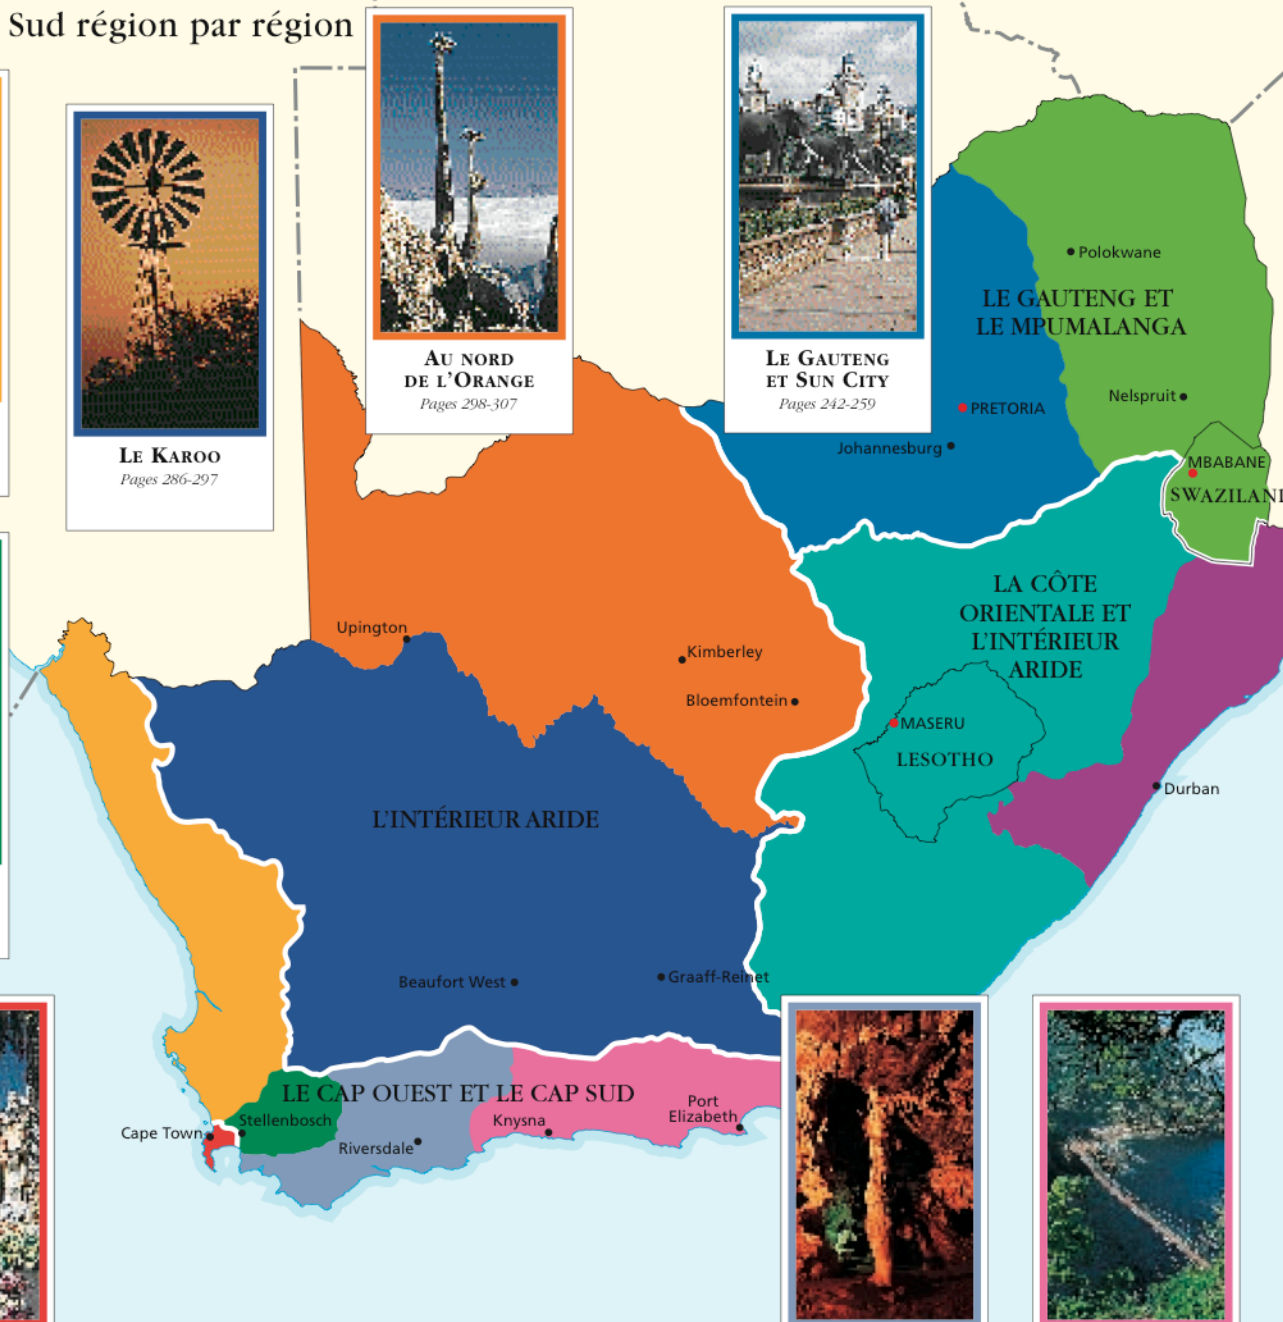 Sud région par région
LE KAROO
Pages 286-297
AU NORD
DE L'ORANGE
Pages 298-307
LE GAUTENG
ET SUN CITY
Pages 242-259
Polokwane
LE GAUTENG ET
LE MPUMALANGA
Nelspruit
PRETORIA
Johannesburg
MBABANE
SWAZILAND
LA CÔTE
ORIENTALE ET
L'INTÉRIEUR
ARIDE
Upington
Kimberley
Bloemfontein
MASERU
LESOTHO
Durban
L'INTÉRIEUR ARIDE
Beaufort West
Graaff-Reinet
LE CAP OUEST ET LE CAP SUD
Cape Town
Stellenbosch
Riversdale
Knysna
Port
Elizabeth